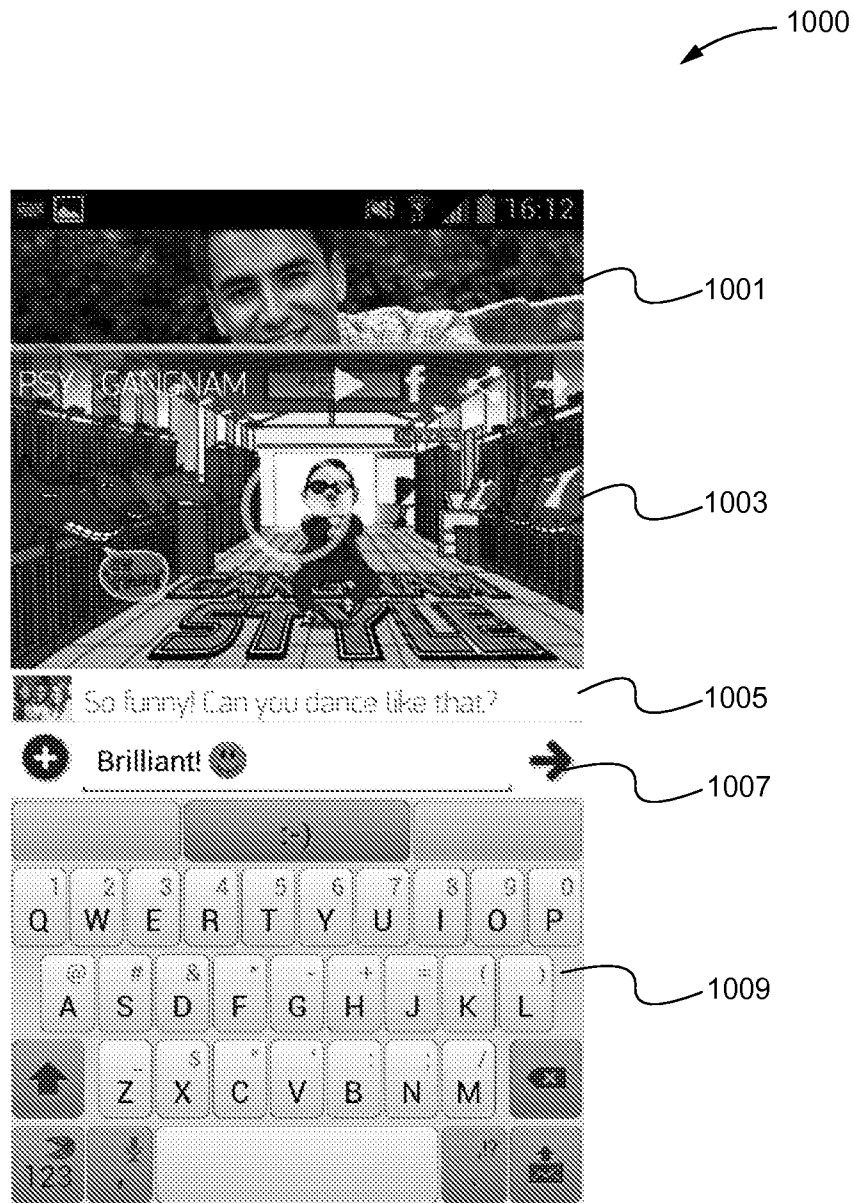 1000
16:12
1001
PSY - GANGNAM
f
1003
STYLE
So funny! Can you dance like that?
1005
Brilliant!
1007
:-)
1 2 3 4 5 6 7 8 9 0
Q W E R T Y U I O P
@ # & * - + = ( )
A S D F G H J K L
1009
_ $ " ' : ; /
Z X C V B N M
123 , .